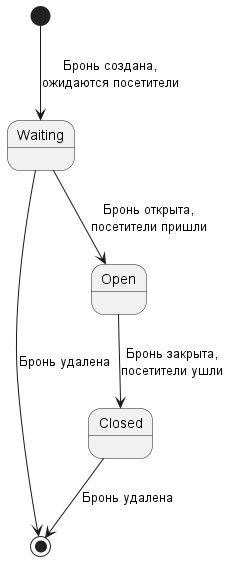 Бронь создана,
ожидаются посетители
Waiting
Бронь открыта,
посетители пришли
Open
Бронь удалена
Бронь закрыта,
посетители ушли
Closed
Бронь удалена